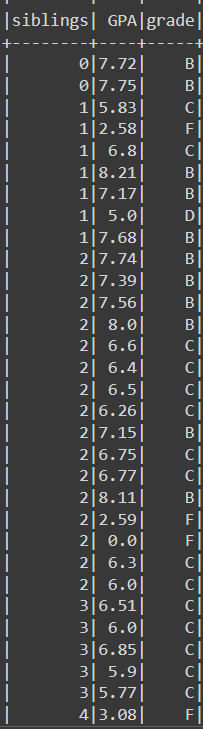 |siblings| GPA|grade|
+--------+----+-----+
|       0|7.72|    B|
|       0|7.75|    B|
|       1|5.83|    C|
|       1|2.58|    F|
|       1| 6.8|    C|
|       1|8.21|    B|
|       1|7.17|    B|
|       1| 5.0|    D|
|       1|7.68|    B|
|       2|7.74|    B|
|       2|7.39|    B|
|       2|7.56|    B|
|       2| 8.0|    B|
|       2| 6.6|    C|
|       2| 6.4|    C|
|       2| 6.5|    C|
|       2|6.26|    C|
|       2|7.15|    B|
|       2|6.75|    C|
|       2|6.77|    C|
|       2|8.11|    B|
|       2|2.59|    F|
|       2| 0.0|    F|
|       2| 6.3|    C|
|       2| 6.0|    C|
|       3|6.51|    C|
|       3| 6.0|    C|
|       3|6.85|    C|
|       3| 5.9|    C|
|       3|5.77|    C|
|       4|3.08|    F|